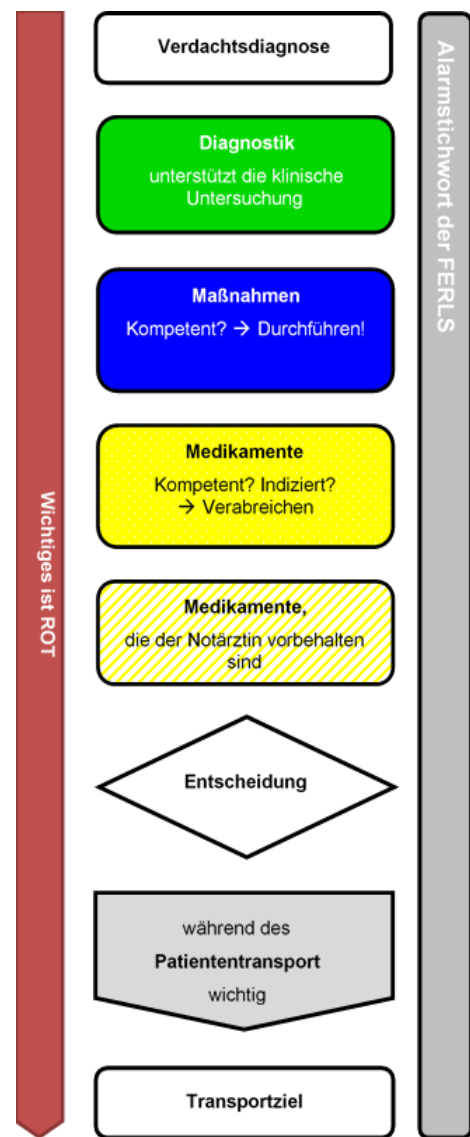 Verdachtsdiagnose
Diagnostik
unterstützt die klinische
Untersuchung
Maßnahmen
Kompetent? → Durchführen!
Medikamente
Kompetent? Indiziert?
→ Verabreichen
Medikamente,
die der Notärztin vorbehalten
sind
Entscheidung
während des
Patiententransport
wichtig
Transportziel
Wichtiges ist ROT
Alarmstichwort der FERLS